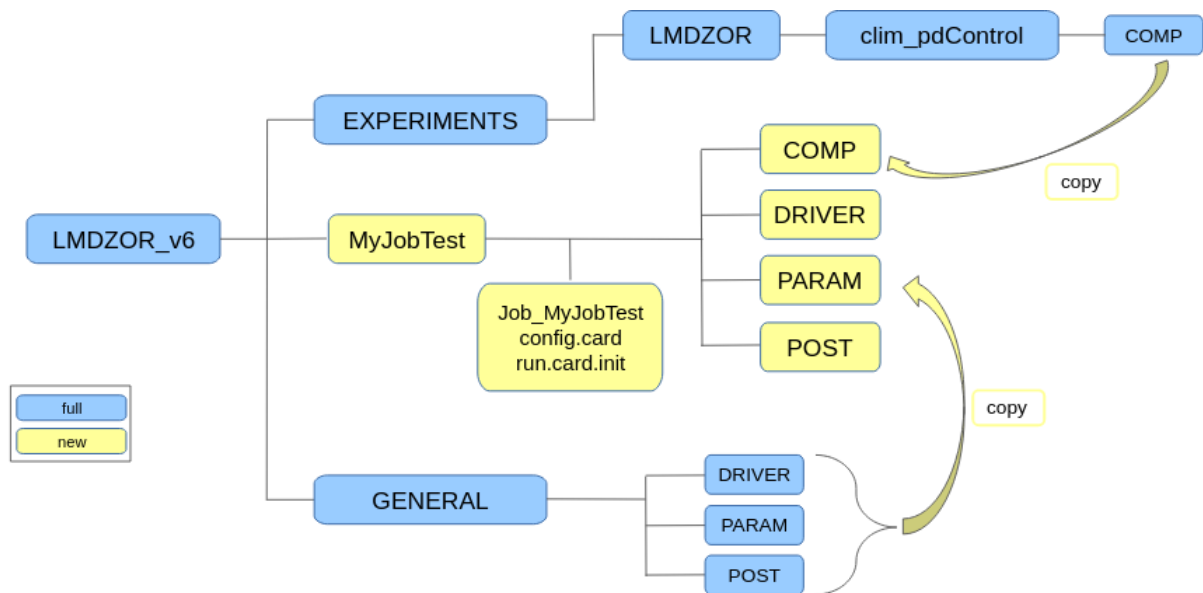 LMDZOR
clim_pdControl
COMP
EXPERIMENTS
COMP
copy
DRIVER
LMDZOR_v6
MyJobTest
PARAM
Job_MyJobTest
config.card
run.card.init
POST
full
new
copy
GENERAL
DRIVER
PARAM
POST